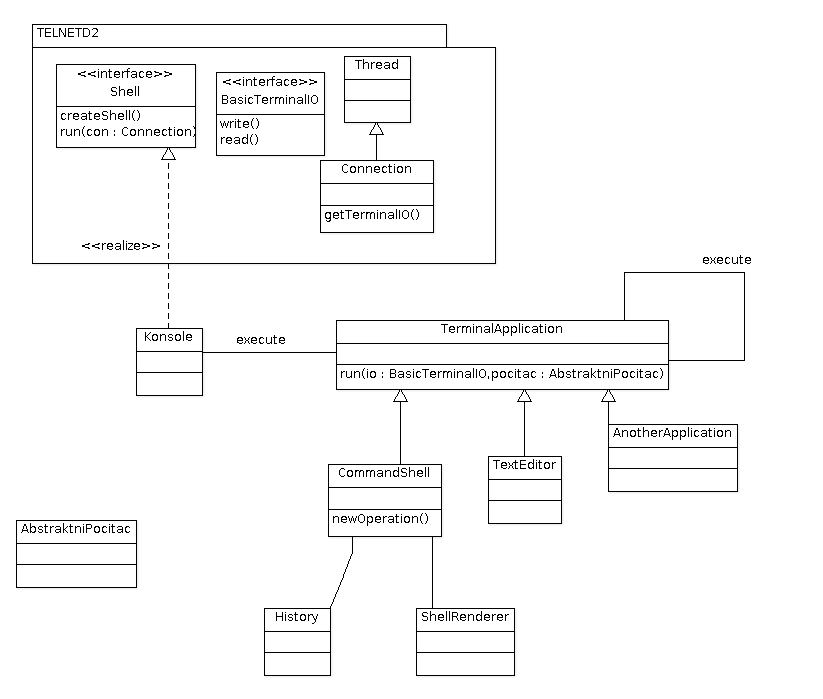 TELNETD2
<<interface>>
Shell
createShell()
run(con : Connection)
<<interface>>
BasicTerminalIO
write()
read()
Thread
Connection
getTerminalIO()
<<realize>>
execute
Konsole
execute
TerminalApplication
run(io : BasicTerminalIO,pocitac : AbstraktniPocitac)
AnotherApplication
CommandShell
newOperation()
TextEditor
AbstraktniPocitac
History
ShellRenderer